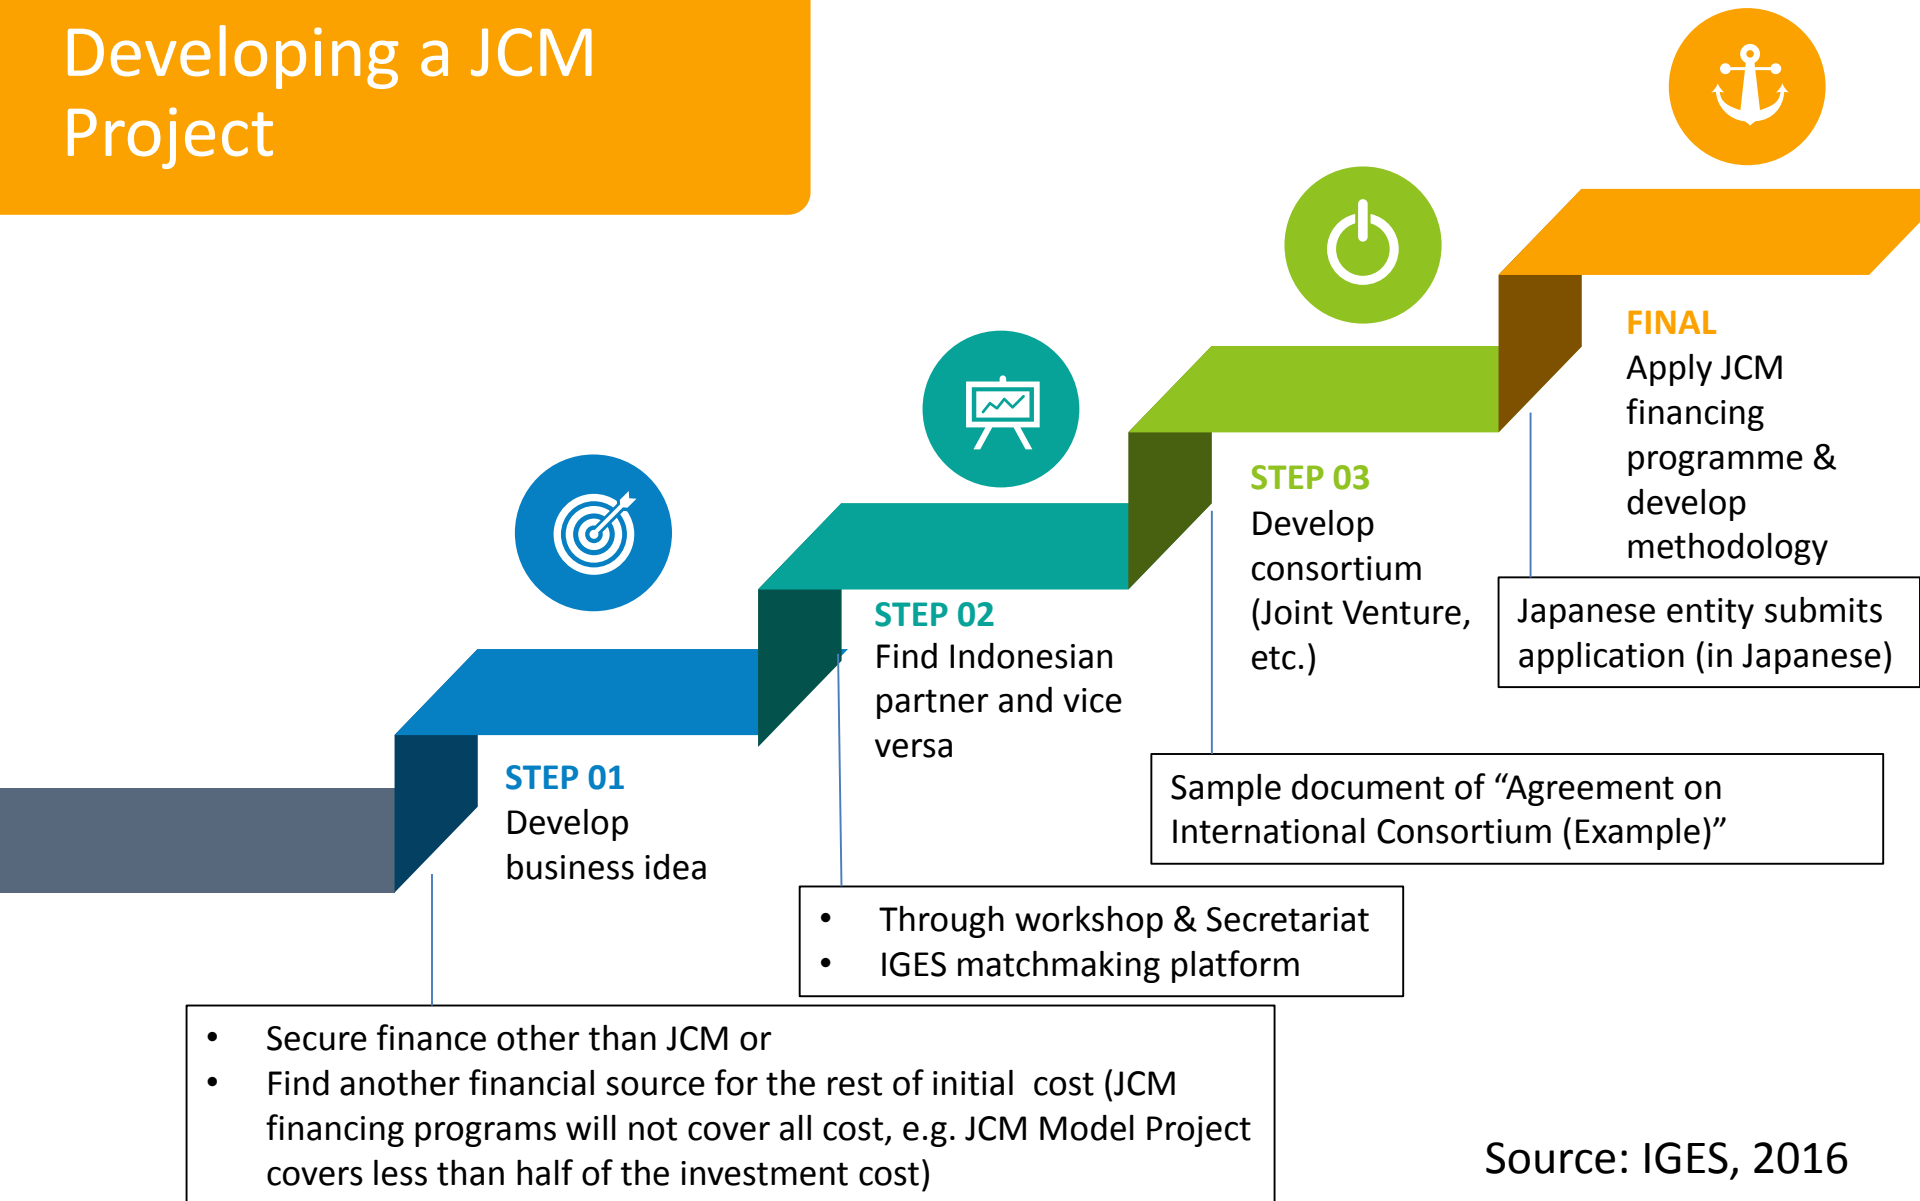 Developing a JCM
Project
STEP 01
Develop
business idea
• Secure finance other than JCM or
• Find another financial source for the rest of initial  cost (JCM
financing programs will not cover all cost, e.g. JCM Model Project
covers less than half of the investment cost)
STEP 02
Find Indonesian
partner and vice
versa
• Through workshop & Secretariat
• IGES matchmaking platform
STEP 03
Develop
consortium
(Joint Venture,
etc.)
Sample document of “Agreement on
International Consortium (Example)”
FINAL
Apply JCM
financing
programme &
develop
methodology
Japanese entity submits
application (in Japanese)
Source: IGES, 2016